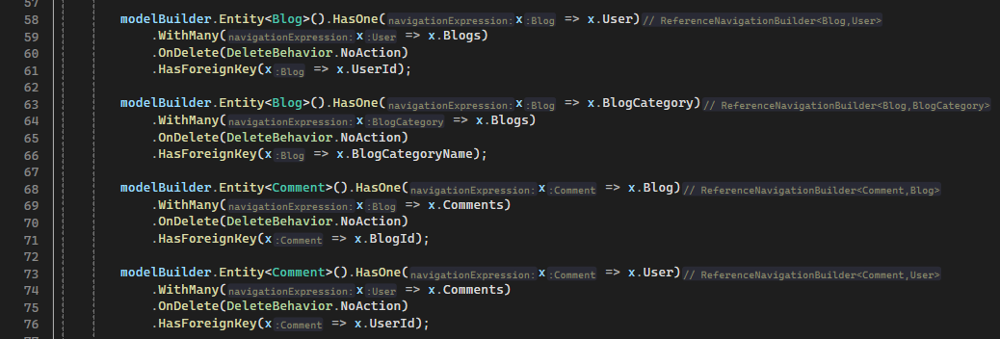 57
58 modelBuilder.Entity<Blog>().HasOne(navigationExpression:x:Blog => x.User)// ReferenceNavigationBuilder<Blog,User>
59 .WithMany(navigationExpression:x:User => x.Blogs)
60 .OnDelete(DeleteBehavior.NoAction)
61 .HasForeignKey(x:Blog => x.UserId);
62
63 modelBuilder.Entity<Blog>().HasOne(navigationExpression:x:Blog => x.BlogCategory)// ReferenceNavigationBuilder<Blog,BlogCategory>
64 .WithMany(navigationExpression:x:BlogCategory => x.Blogs)
65 .OnDelete(DeleteBehavior.NoAction)
66 .HasForeignKey(x:Blog => x.BlogCategoryName);
67
68 modelBuilder.Entity<Comment>().HasOne(navigationExpression:x:Comment => x.Blog)// ReferenceNavigationBuilder<Comment,Blog>
69 .WithMany(navigationExpression:x:Blog => x.Comments)
70 .OnDelete(DeleteBehavior.NoAction)
71 .HasForeignKey(x:Comment => x.BlogId);
72
73 modelBuilder.Entity<Comment>().HasOne(navigationExpression:x:Comment => x.User)// ReferenceNavigationBuilder<Comment,User>
74 .WithMany(navigationExpression:x:User => x.Comments)
75 .OnDelete(DeleteBehavior.NoAction)
76 .HasForeignKey(x:Comment => x.UserId);
77